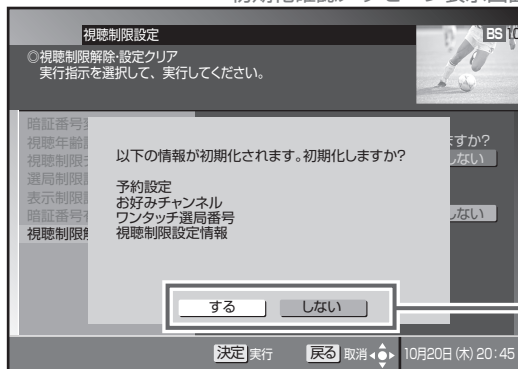 視聴制限設定
BS 10
◎視聴制限解除・設定クリア
実行指示を選択して、実行してください。
暗証番号
視聴年齢
視聴制限
選局制限
表示制限
暗証番号
視聴制限解
ますか?
しない
しない
以下の情報が初期化されます。初期化しますか?
予約設定
お好みチャンネル
ワンタッチ選局番号
視聴制限設定情報
する しない
決定 実行 戻る 取消 10月20日(木)20:45